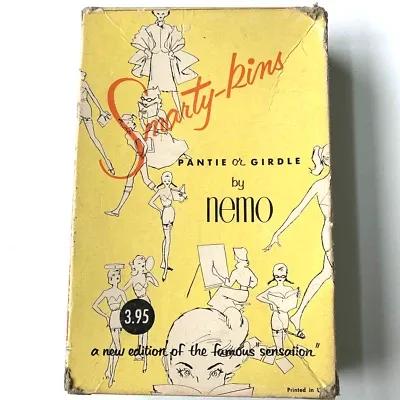 Smarty-kins
PANTIE or GIRDLE
by
nemo
3.95
a new edition of the famous "sensation"
Printed in